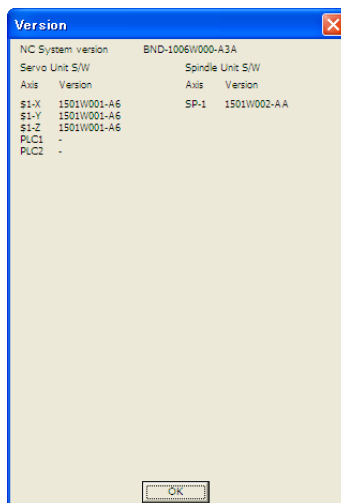 Version
NC System version BND-1006W000-A3A
Servo Unit S/W Spindle Unit S/W
Axis Version Axis Version
$1-X 1501W001-A6 SP-1 1501W002-AA
$1-Y 1501W001-A6
$1-Z 1501W001-A6
PLC1 -
PLC2 -
OK